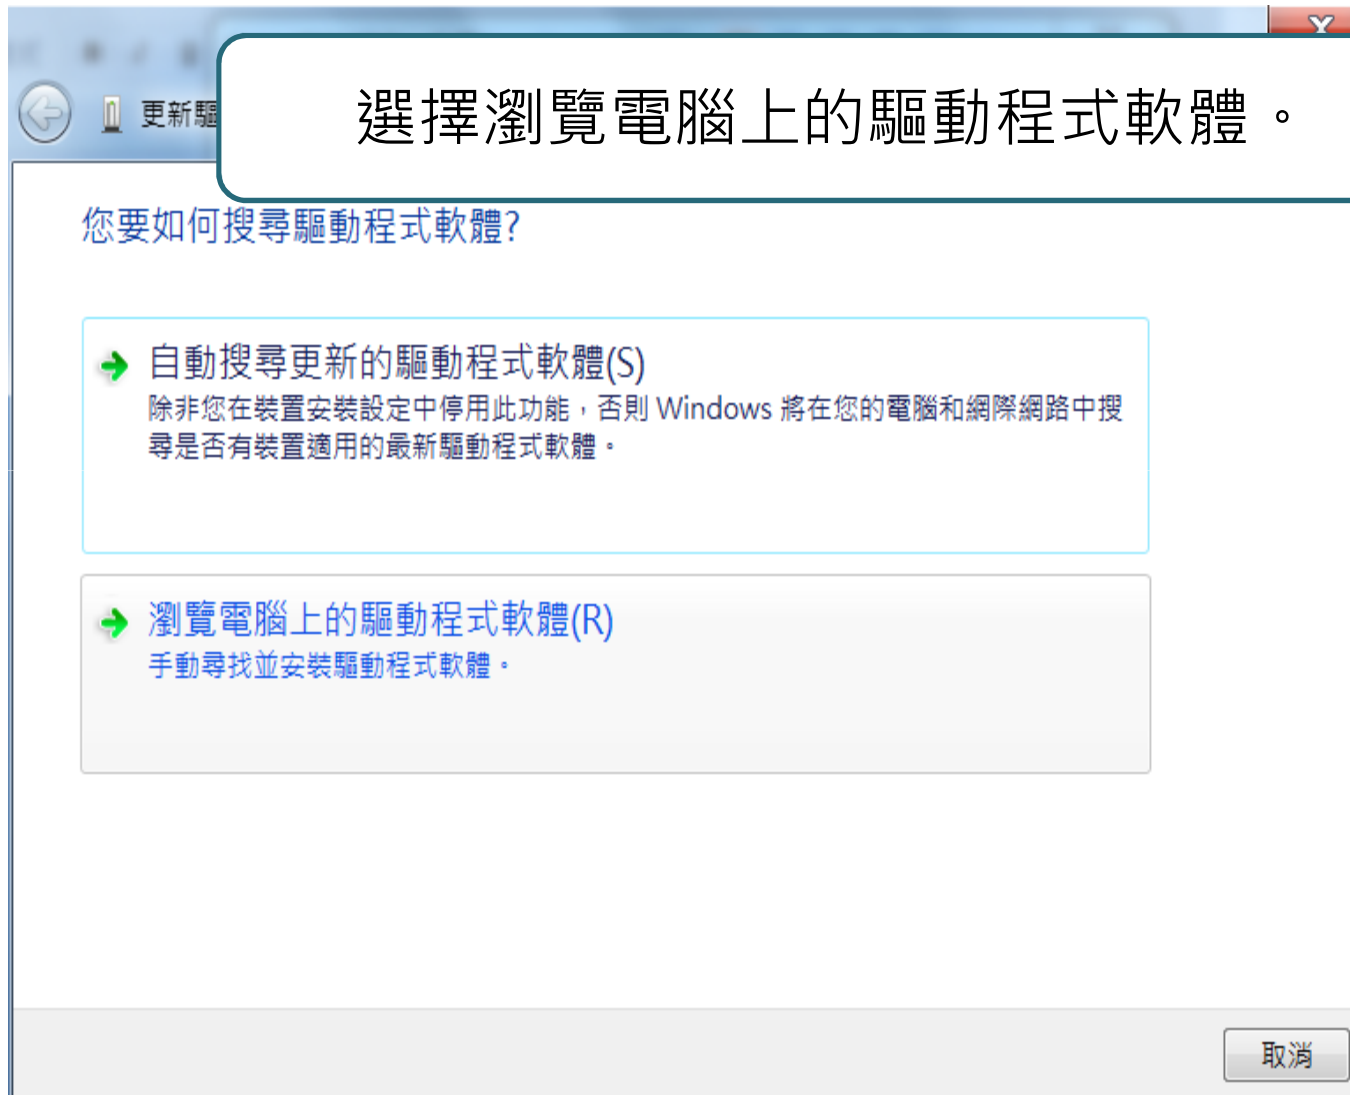 選擇瀏覽電腦上的驅動程式軟體。
更新驅
您要如何搜尋驅動程式軟體?
自動搜尋更新的驅動程式軟體(S)
除非您在裝置安裝設定中停用此功能，否則 Windows 將在您的電腦和網際網路中搜
尋是否有裝置適用的最新驅動程式軟體。
瀏覽電腦上的驅動程式軟體(R)
手動尋找並安裝驅動程式軟體。
取消